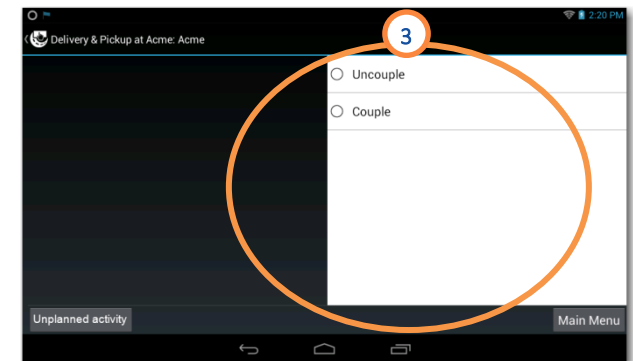 2:20 PM
Delivery & Pickup at Acme: Acme
3
Uncouple
Couple
Unplanned activity
Main Menu